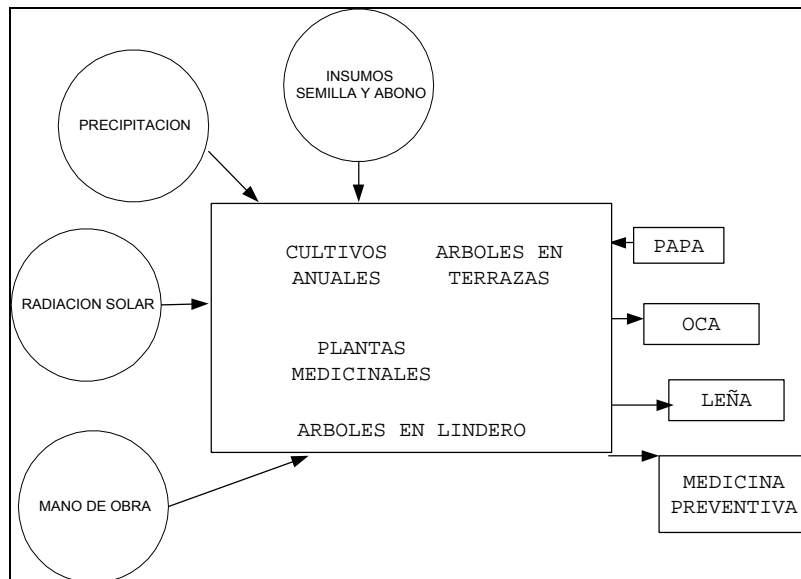 INSUMOS
SEMILLA Y ABONO
PRECIPITACION
RADIACION SOLAR
MANO DE OBRA
CULTIVOS
ANUALES
ARBOLES EN
TERRAZAS
PLANTAS
MEDICINALES
ARBOLES EN LINDERO
PAPA
OCA
LEÑA
MEDICINA
PREVENTIVA